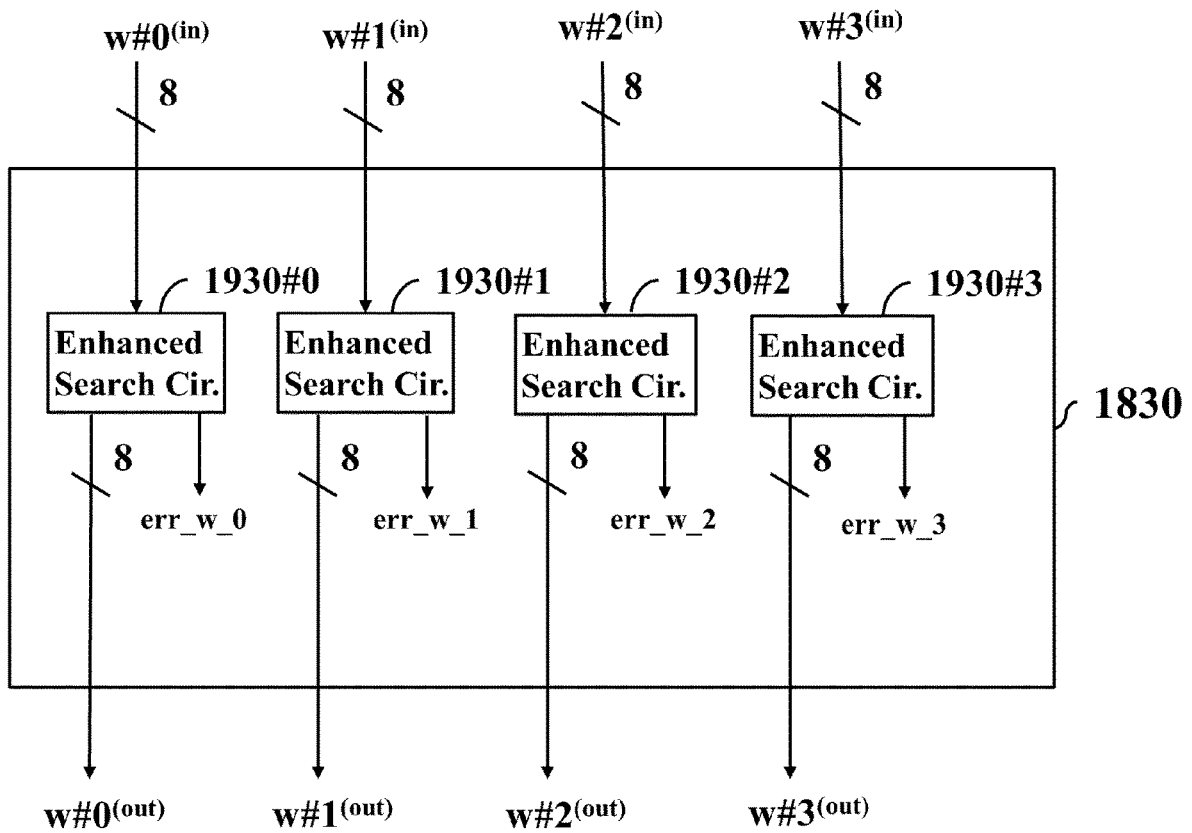 w#0(in) w#1(in) w#2(in) w#3(in)
8 8 8 8
1930#0 1930#1 1930#2 1930#3
Enhanced Enhanced Enhanced Enhanced
Search Cir. Search Cir. Search Cir. Search Cir.
1830
8 8 8 8
err_w_0 err_w_1 err_w_2 err_w_3
w#0(out) w#1(out) w#2(out) w#3(out)